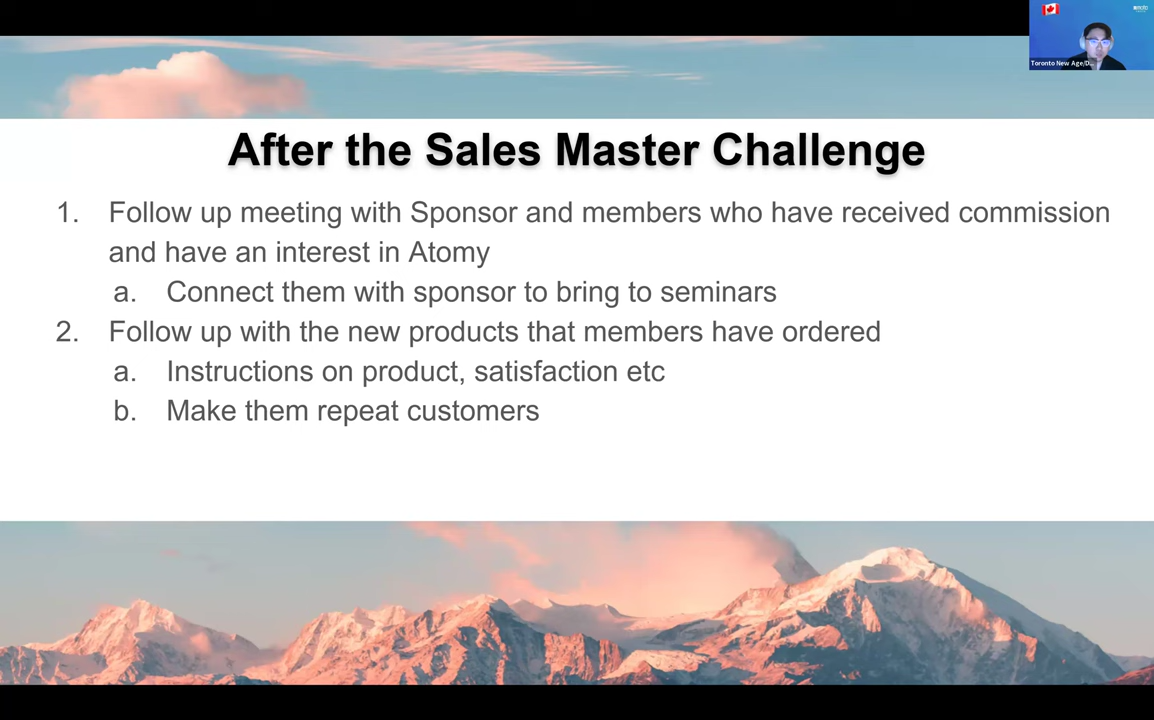 After the Sales Master Challenge
1. Follow up meeting with Sponsor and members who have received commission
and have an interest in Atomy
a. Connect them with sponsor to bring to seminars
2. Follow up with the new products that members have ordered
a. Instructions on product, satisfaction etc
b. Make them repeat customers
Toronto New Age/D...